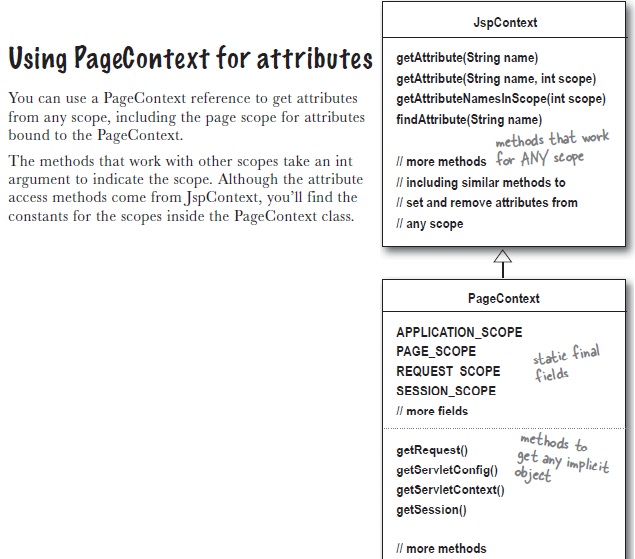 Using PageContext for attributes
You can use a PageContext reference to get attributes
from any scope, including the page scope for attributes
bound to the PageContext.
The methods that work with other scopes take an int
argument to indicate the scope. Although the attribute
access methods come from JspContext, you'll find the
constants for the scopes inside the PageContext class.
JspContext
getAttribute(String name)
getAttribute(String name, int scope)
getAttributeNamesInScope(int scope)
findAttribute(String name)
methods that work
for ANY scope
// more methods
// including similar methods to
// set and remove attributes from
// any scope
PageContext
APPLICATION_SCOPE
PAGE_SCOPE
REQUEST_SCOPE
SESSION_SCOPE
// more fields
static final
fields
getRequest()
getServletConfig()
getServletContext()
getSession()
methods to
get any implicit
object
// more methods